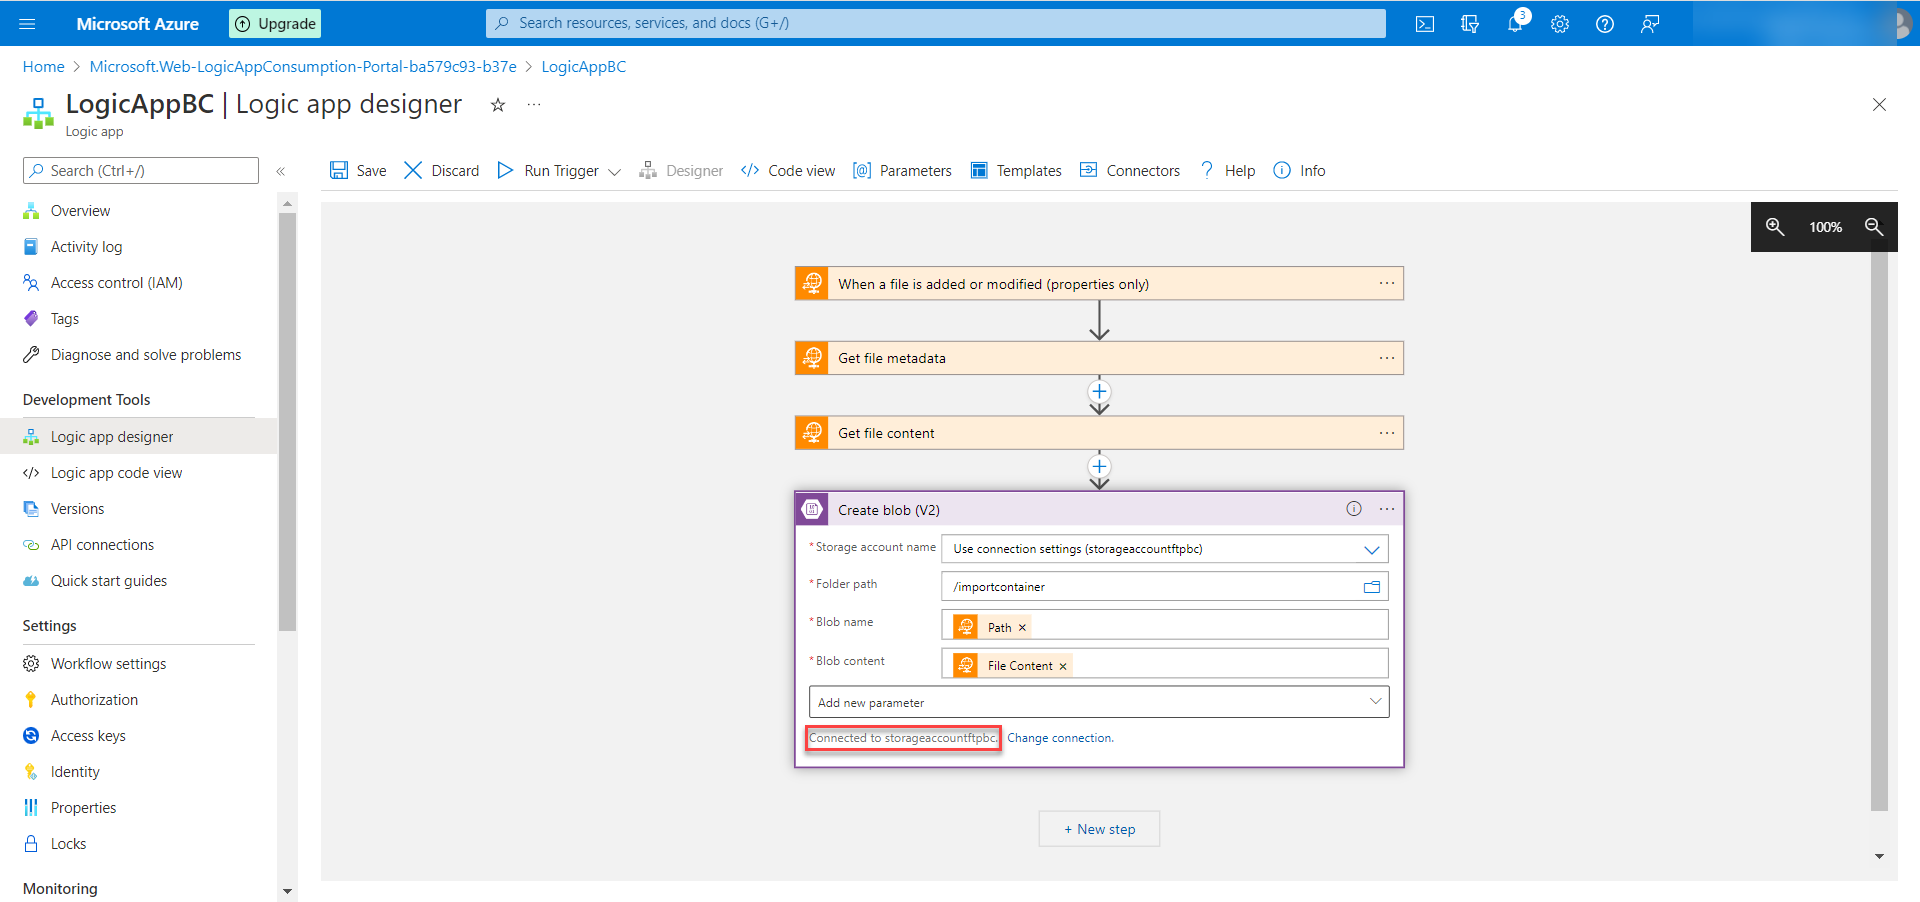 Microsoft Azure
Upgrade
Search resources, services, and docs (G+/)
3
Home > Microsoft.Web-LogicAppConsumption-Portal-ba579c93-b37e > LogicAppBC
LogicAppBC | Logic app designer
Logic app
Search (Ctrl+/)
Save
Discard
Run Trigger
Designer
Code view
Parameters
Templates
Connectors
Help
Info
Overview
Activity log
Access control (IAM)
Tags
Diagnose and solve problems
Development Tools
Logic app designer
Logic app code view
Versions
API connections
Quick start guides
Settings
Workflow settings
Authorization
Access keys
Identity
Properties
Locks
Monitoring
100%
When a file is added or modified (properties only)
Get file metadata
Get file content
Create blob (V2)
* Storage account name
Use connection settings (storageaccountftpbc)
* Folder path
/importcontainer
* Blob name
Path ×
* Blob content
File Content ×
Add new parameter
Connected to storageaccountftpbc. Change connection.
+ New step